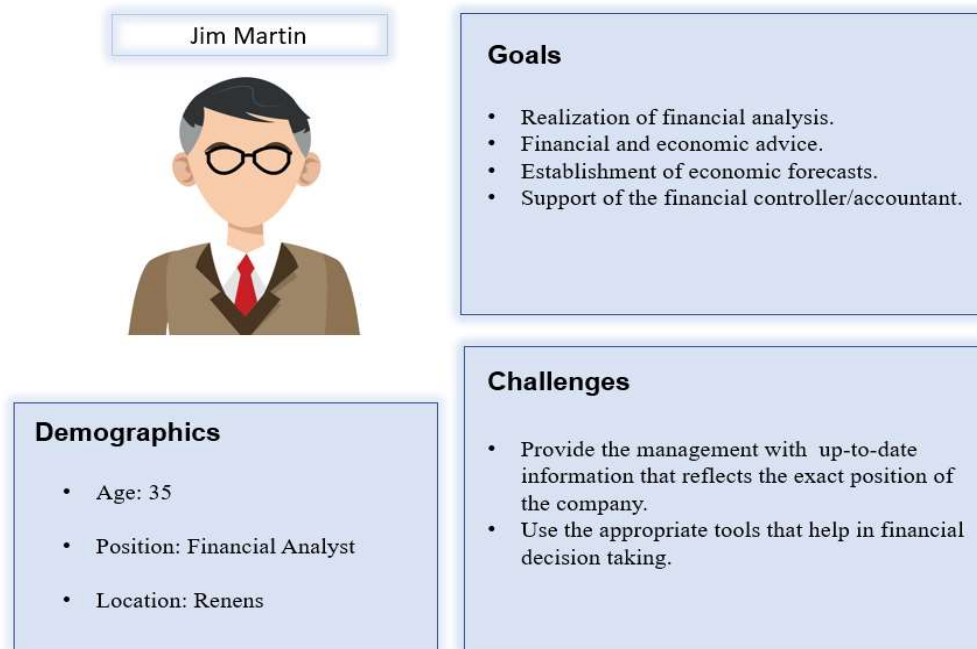 Jim Martin
Goals
• Realization of financial analysis.
• Financial and economic advice.
• Establishment of economic forecasts.
• Support of the financial controller/accountant.
Demographics
• Age: 35
• Position: Financial Analyst
• Location: Renens
Challenges
• Provide the management with up-to-date
information that reflects the exact position of
the company.
• Use the appropriate tools that help in financial
decision taking.